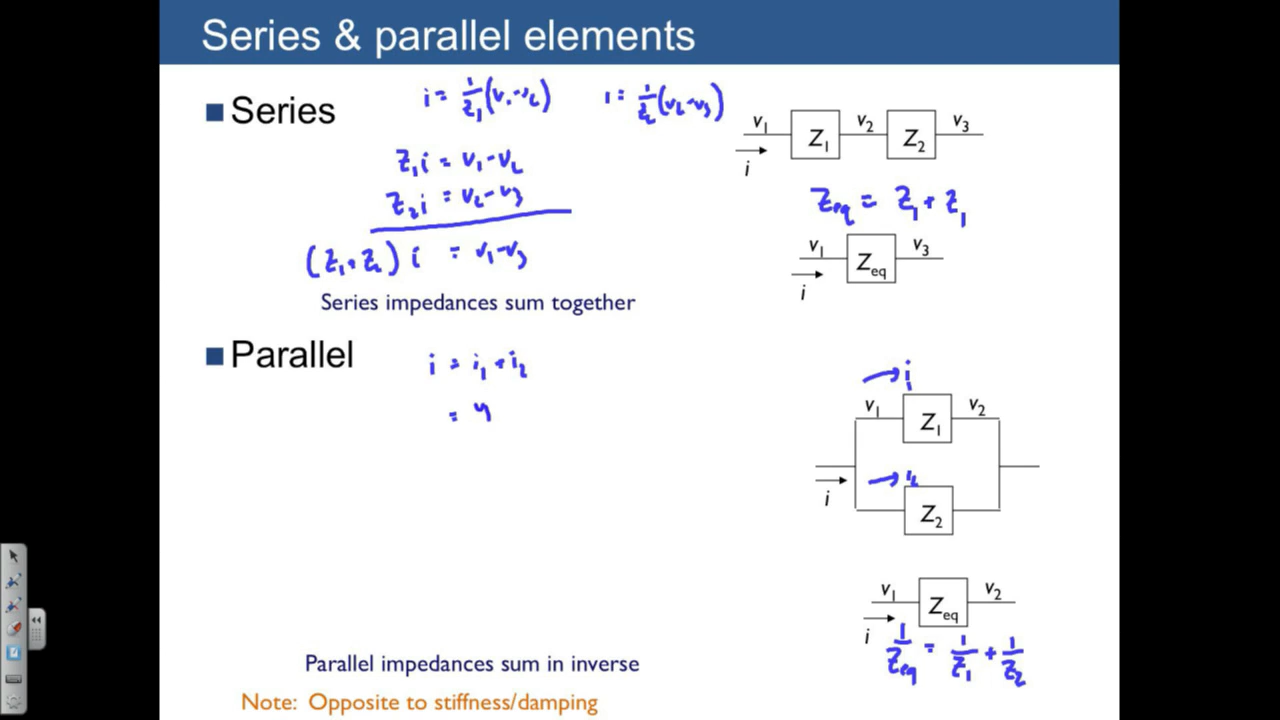 Series & parallel elements
Series
i = 1/Z₁ (v₁-v₂)
i = 1/Z₂ (v₂-v₃)
Z₁ i = v₁-v₂
Z₂ i = v₂-v₃
(Z₁+Z₂) i = v₁-v₃
Series impedances sum together
v₁ Z₁ v₂ Z₂ v₃
i
Zeq = Z₁ + Z₁
v₁ Zeq v₃
i
Parallel
i = i₁ + i₂
=
i₁
v₁ Z₁ v₂
i₂
i
Z₂
v₁ Zeq v₂
i
1/Zeq = 1/Z₁ + 1/Z₂
Parallel impedances sum in inverse
Note: Opposite to stiffness/damping